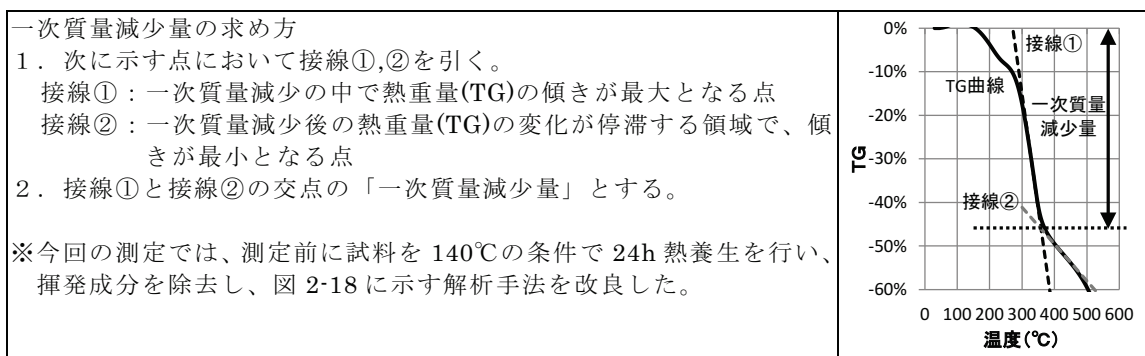 一次質量減少量の求め方
１．次に示す点において接線①,②を引く。
接線①：一次質量減少の中で熱重量(TG)の傾きが最大となる点
接線②：一次質量減少後の熱重量(TG)の変化が停滞する領域で、傾
きが最小となる点
２．接線①と接線②の交点の「一次質量減少量」とする。
※今回の測定では、測定前に試料を 140℃の条件で 24h 熱養生を行い、
揮発成分を除去し、図 2-18 に示す解析手法を改良した。
0%
-10%
-20%
-30%
-40%
-50%
-60%
TG
接線①
TG曲線
一次質量
減少量
接線②
0 100 200 300 400 500 600
温度(℃)